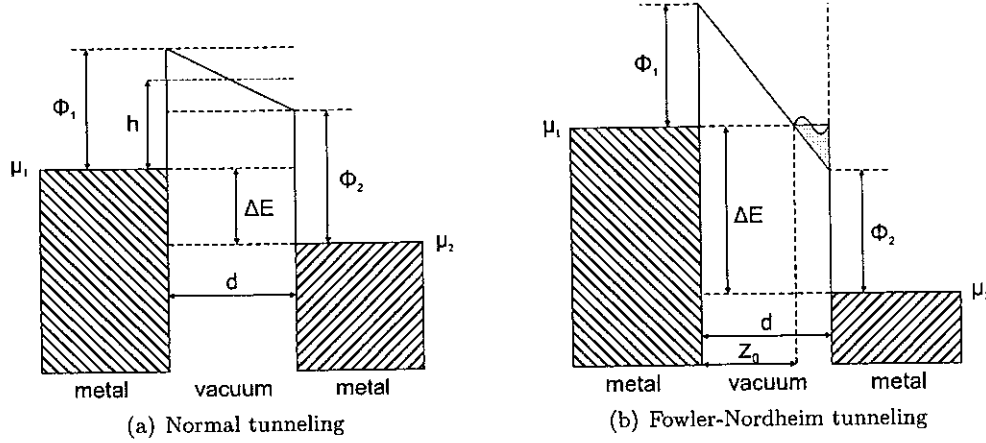 Φ₁
h
μ₁
ΔE
Φ₂
μ₂
d
metal
vacuum
metal
(a) Normal tunneling
Φ₁
μ₁
ΔE
Φ₂
μ₂
d
Z₀
metal
vacuum
metal
(b) Fowler-Nordheim tunneling